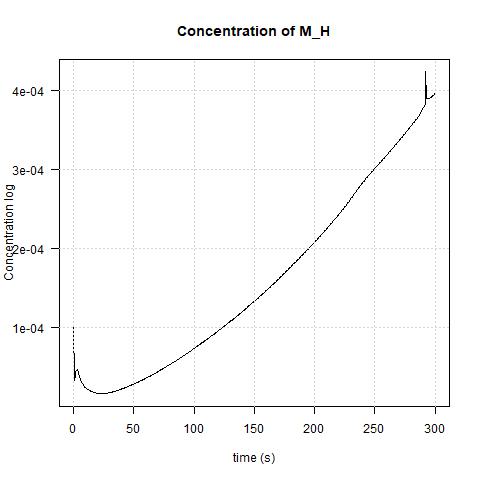 Concentration of M_H
Concentration log
4e-04
3e-04
2e-04
1e-04
0 50 100 150 200 250 300
time (s)